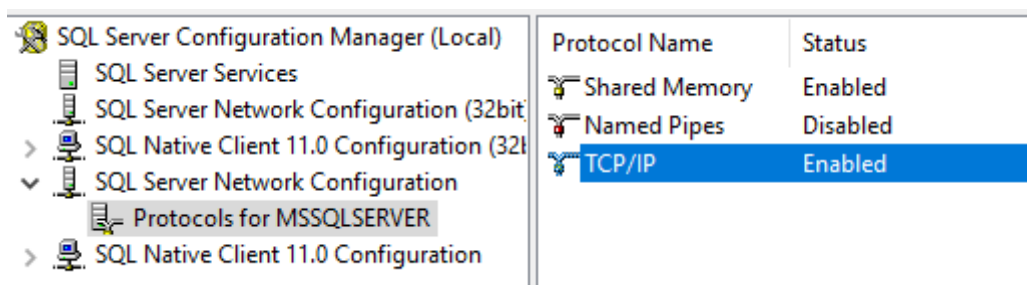 SQL Server Configuration Manager (Local)
SQL Server Services
SQL Server Network Configuration (32bit
SQL Native Client 11.0 Configuration (32b
SQL Server Network Configuration
Protocols for MSSQLSERVER
SQL Native Client 11.0 Configuration
Protocol Name Status
Shared Memory Enabled
Named Pipes Disabled
TCP/IP Enabled